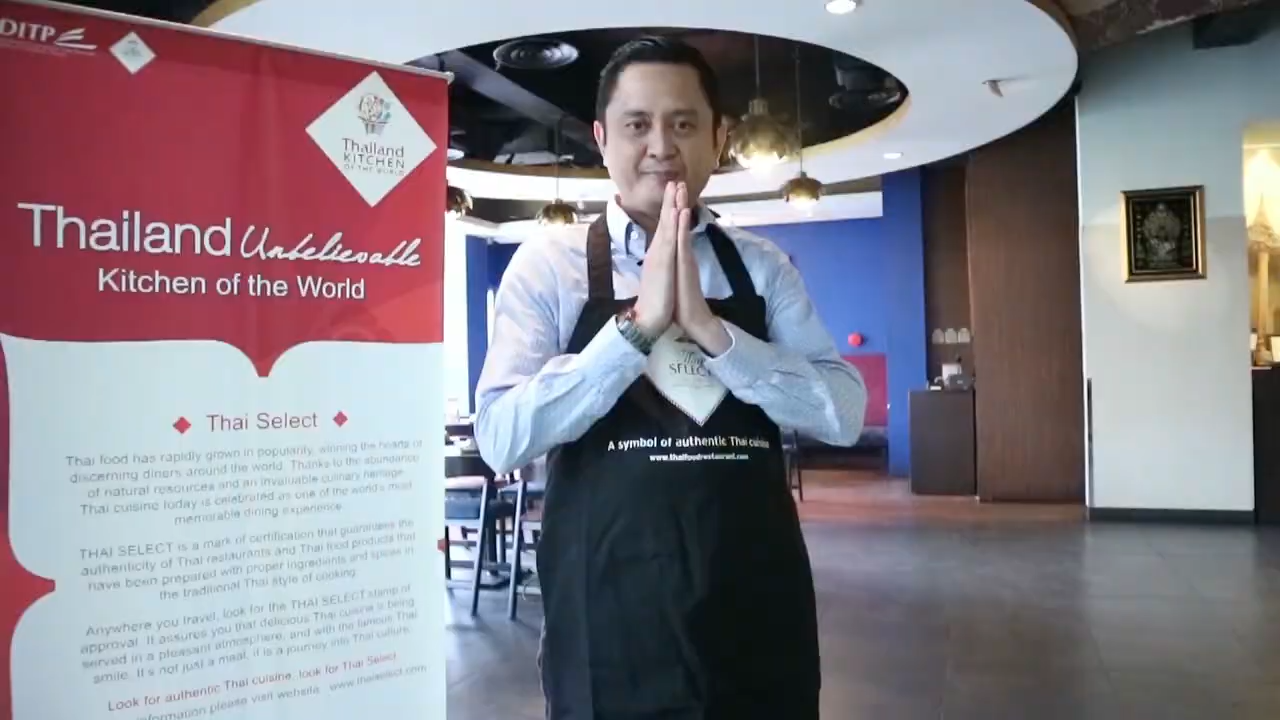 DITP
Thailand
KITCHEN
OF THE WORLD
Thailand Unbelievable
Kitchen of the World
Thai Select
Thai food has rapidly grown in popularity, winning the hearts of
discerning diners around the world. Thanks to the abundance
of natural resources and an invaluable culinary heritage.
Thai cuisine today is celebrated as one of the world's most
memorable dining experience.
THAI SELECT is a mark of certification that guarantees the
authenticity of Thai restaurants and Thai food products that
have been prepared with proper ingredients and spices in
the traditional Thai style of cooking.
Anywhere you travel, look for the THAI SELECT stamp of
approval. It assures you that delicious Thai cuisine is being
served in a pleasant atmosphere, and with the famous Thai
smile. It's not just a meal, it is a journey into Thai culture.
Look for authentic Thai cuisine, look for Thai Select.
information please visit website : www.thaiselect.com
Thai
SELECT
A symbol of authentic Thai cuisine
www.thaifoodrestaurant.com